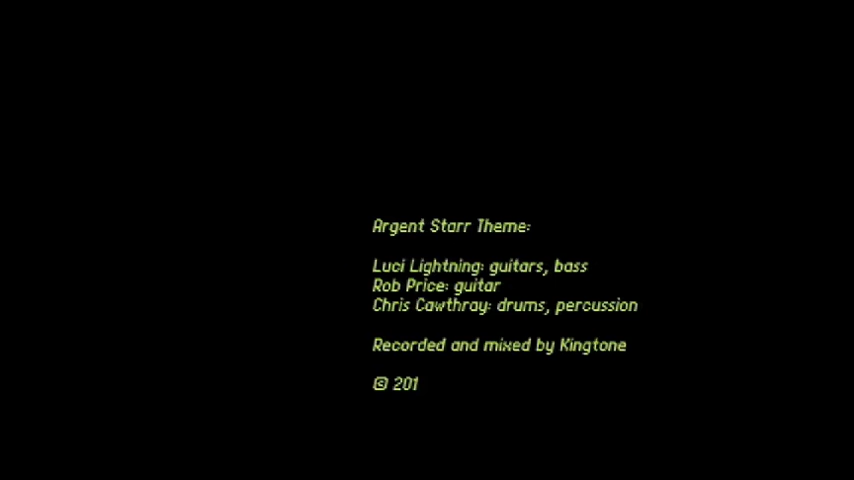 Argent Starr Theme:
Luci Lightning: guitars, bass
Rob Price: guitar
Chris Cawthray: drums, percussion
Recorded and mixed by Kingtone
© 201